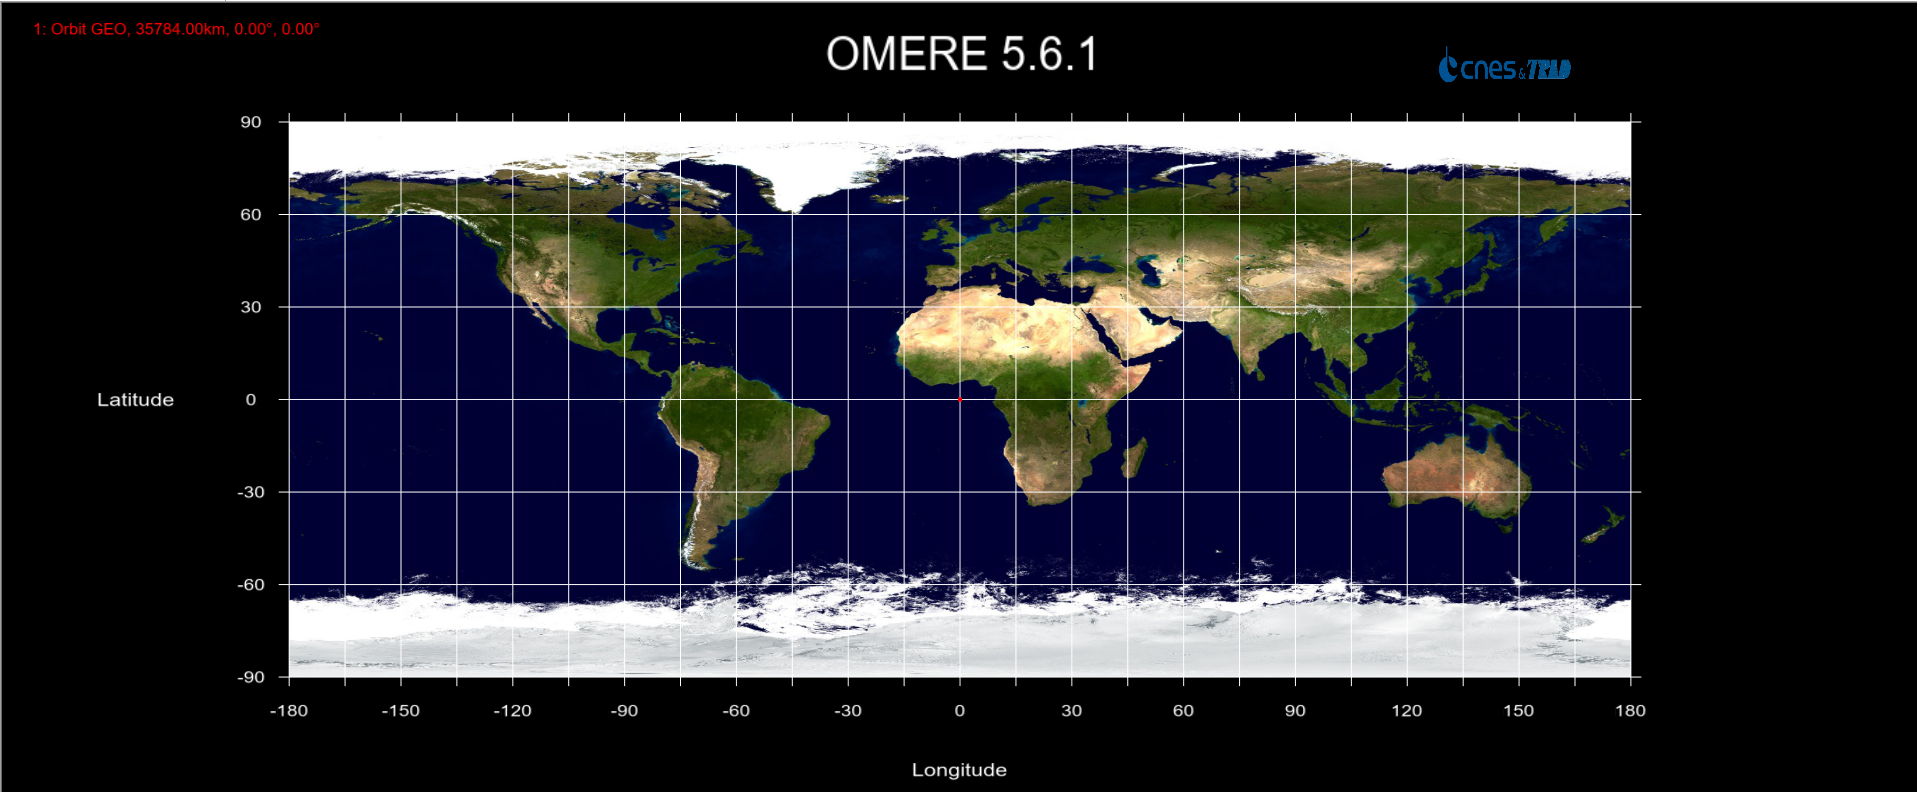 1: Orbit GEO, 35784.00km, 0.00°, 0.00°
OMERE 5.6.1
cnes & TRAD
90
60
30
Latitude 0
-30
-60
-90
-180 -150 -120 -90 -60 -30 0 30 60 90 120 150 180
Longitude